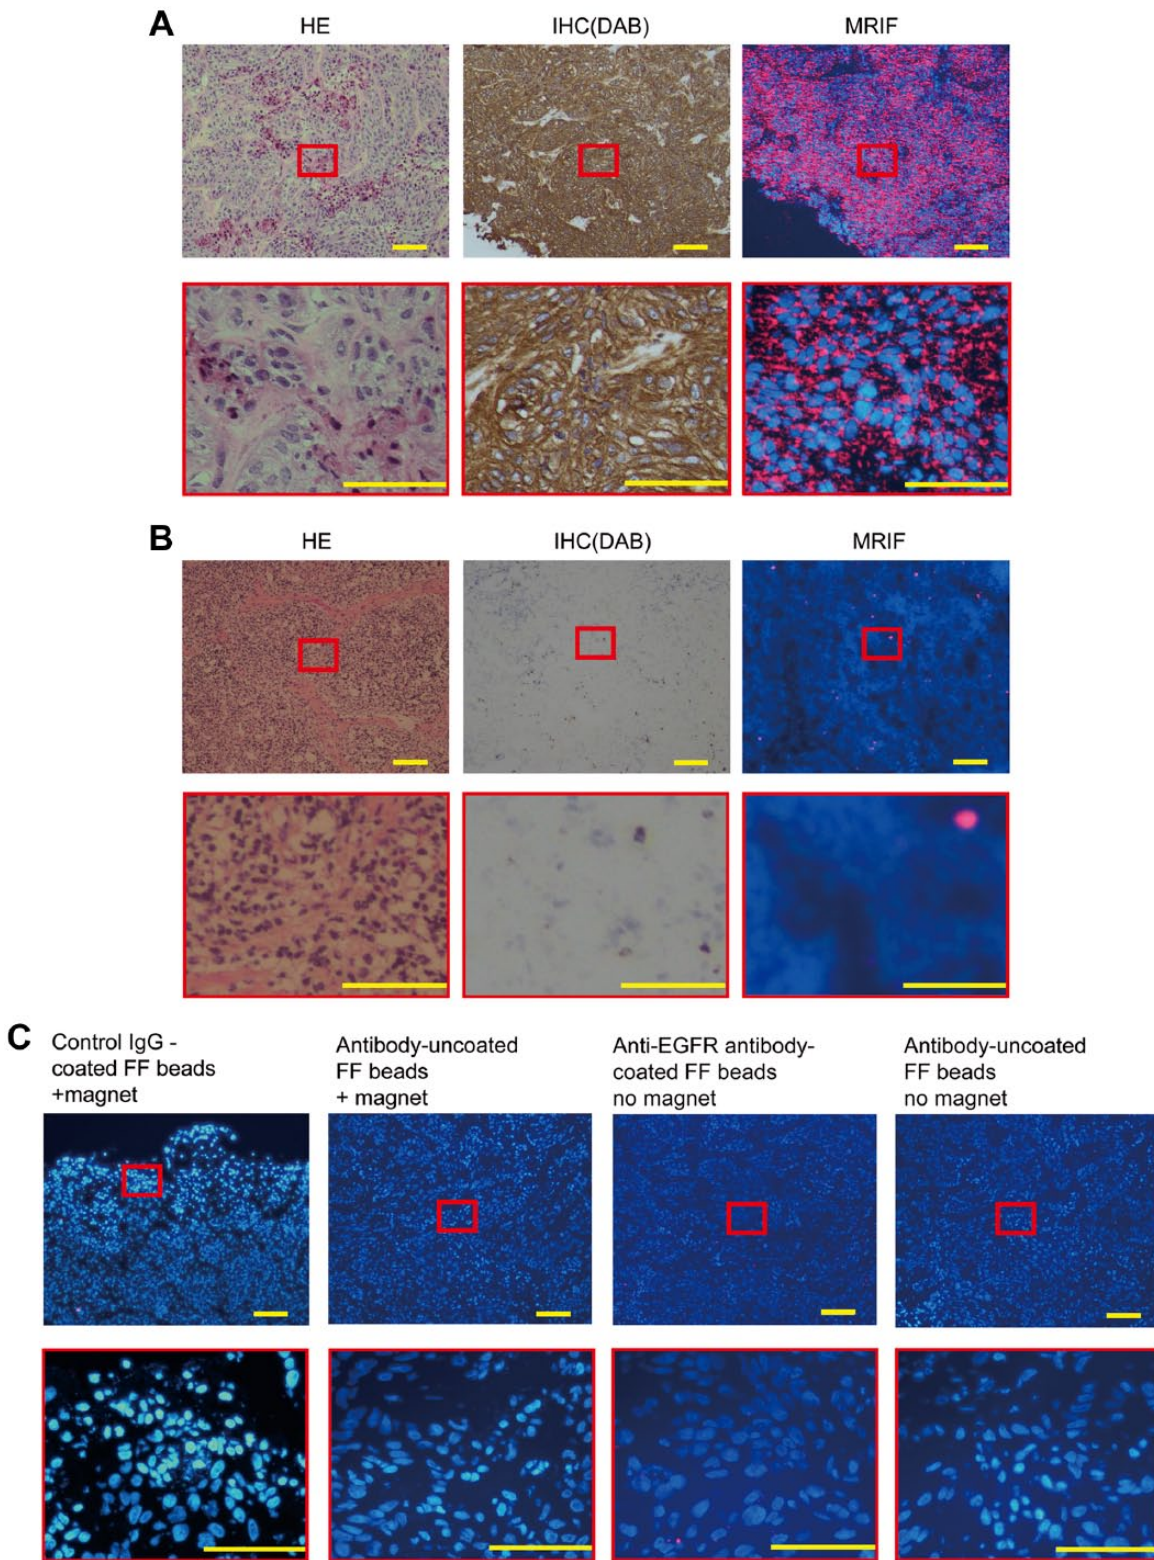 A
HE
IHC(DAB)
MRIF
B
HE
IHC(DAB)
MRIF
C
Control IgG -
coated FF beads
+magnet
Antibody-uncoated
FF beads
+ magnet
Anti-EGFR antibody-
coated FF beads
no magnet
Antibody-uncoated
FF beads
no magnet